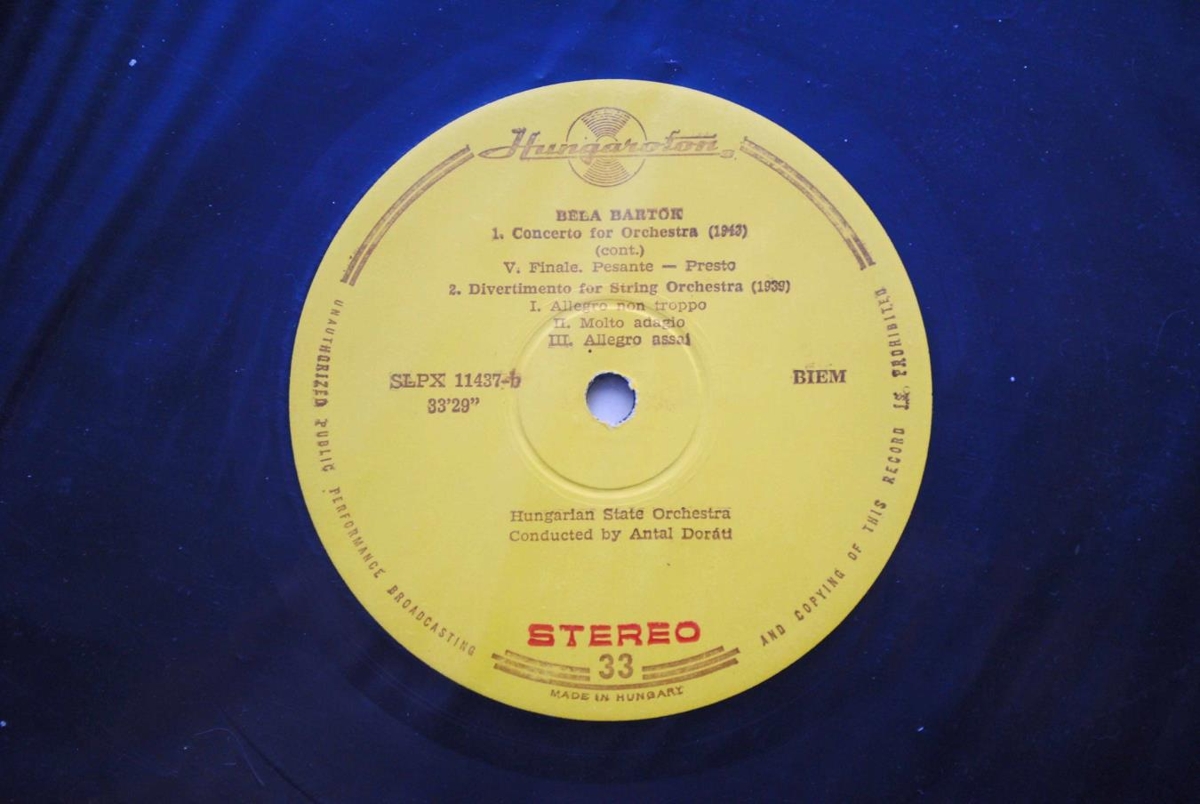 Hungaroton
BÉLA BARTÓK
1. Concerto for Orchestra (1943)
(cont.)
V. Finale. Pesante — Presto
2. Divertimento for String Orchestra (1939)
I. Allegro non troppo
II. Molto adagio
III. Allegro assai
SLPX 11437-b
33'29”
BIEM
Hungarian State Orchestra
Conducted by Antal Doráti
STEREO
33
MADE IN HUNGARY
UNAUTHORIZED PUBLIC PERFORMANCE BROADCASTING AND COPYING OF THIS RECORD IS PROHIBITED